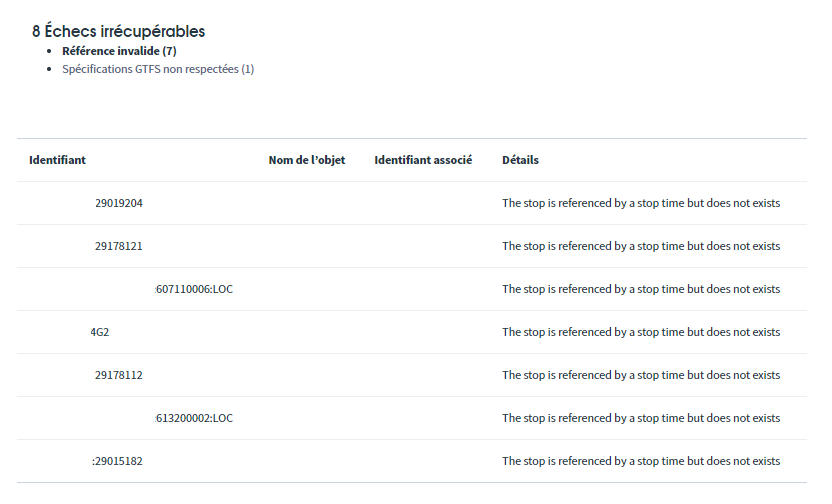 8 Échecs irrécupérables
• Référence invalide (7)
• Spécifications GTFS non respectées (1)
Identifiant Nom de l'objet Identifiant associé Détails
29019204 The stop is referenced by a stop time but does not exists
29178121 The stop is referenced by a stop time but does not exists
:607110006:LOC The stop is referenced by a stop time but does not exists
4G2 The stop is referenced by a stop time but does not exists
29178112 The stop is referenced by a stop time but does not exists
:613200002:LOC The stop is referenced by a stop time but does not exists
:29015182 The stop is referenced by a stop time but does not exists